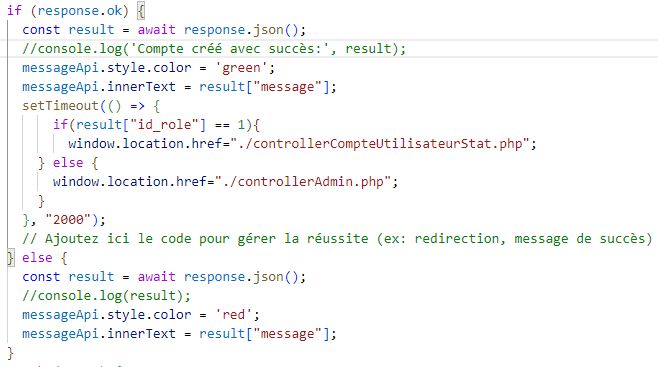 if (response.ok) {
const result = await response.json();
//console.log('Compte créé avec succès:', result);
messageApi.style.color = 'green';
messageApi.innerText = result["message"];
setTimeout(() => {
if(result["id_role"] == 1){
window.location.href="./controllerCompteUtilisateurStat.php";
} else {
window.location.href="./controllerAdmin.php";
}
}, "2000");
// Ajoutez ici le code pour gérer la réussite (ex: redirection, message de succès)
} else {
const result = await response.json();
//console.log(result);
messageApi.style.color = 'red';
messageApi.innerText = result["message"];
}